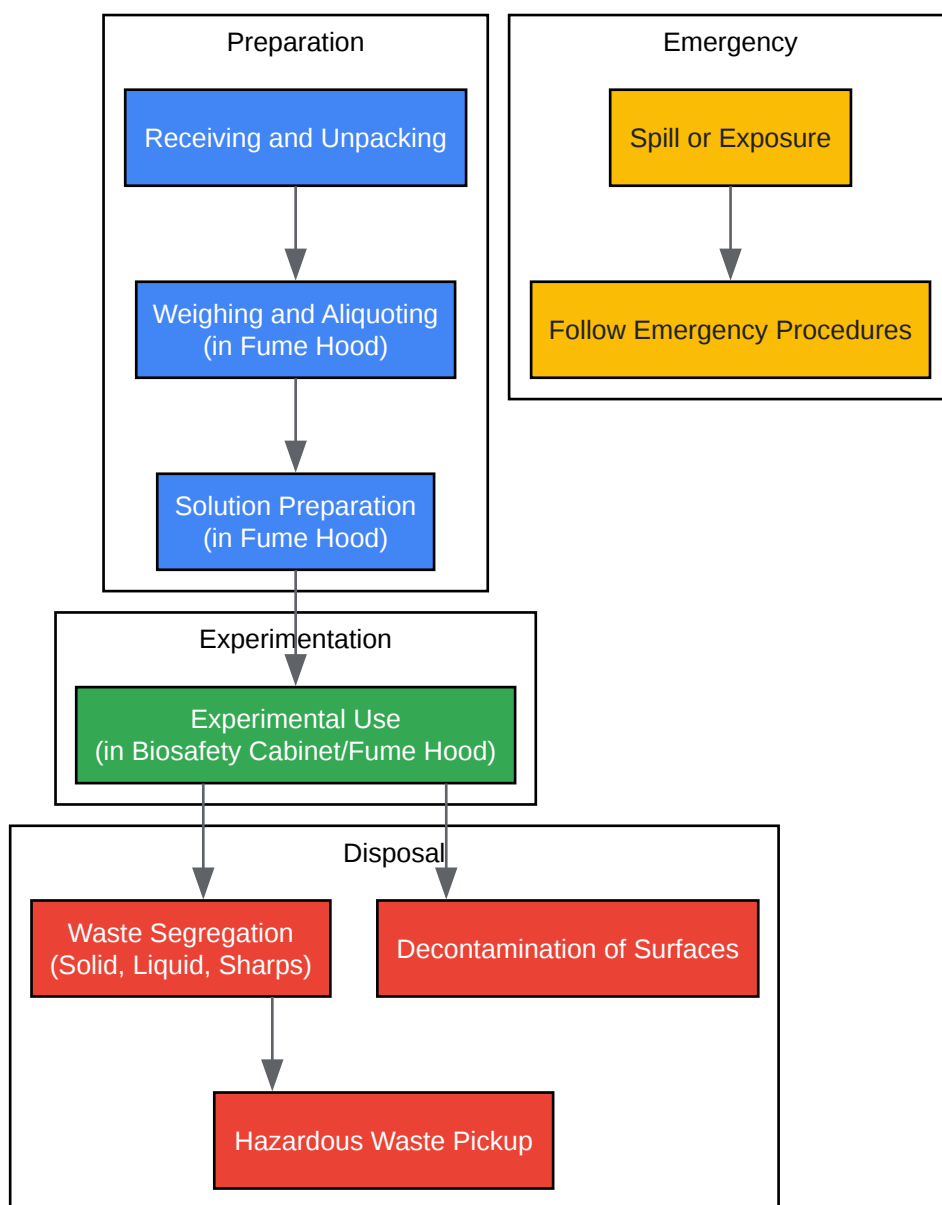 Preparation
Receiving and Unpacking
Weighing and Aliquoting
(in Fume Hood)
Solution Preparation
(in Fume Hood)
Emergency
Spill or Exposure
Follow Emergency Procedures
Experimentation
Experimental Use
(in Biosafety Cabinet/Fume Hood)
Disposal
Waste Segregation
(Solid, Liquid, Sharps)
Decontamination of Surfaces
Hazardous Waste Pickup